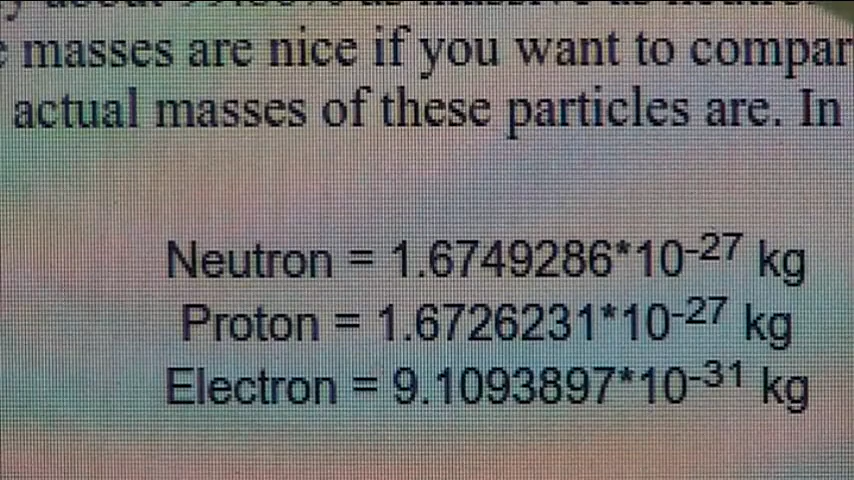 masses are nice if you want to compar
actual masses of these particles are. In
Neutron = 1.6749286*10-27 kg
Proton = 1.6726231*10-27 kg
Electron = 9.1093897*10-31 kg